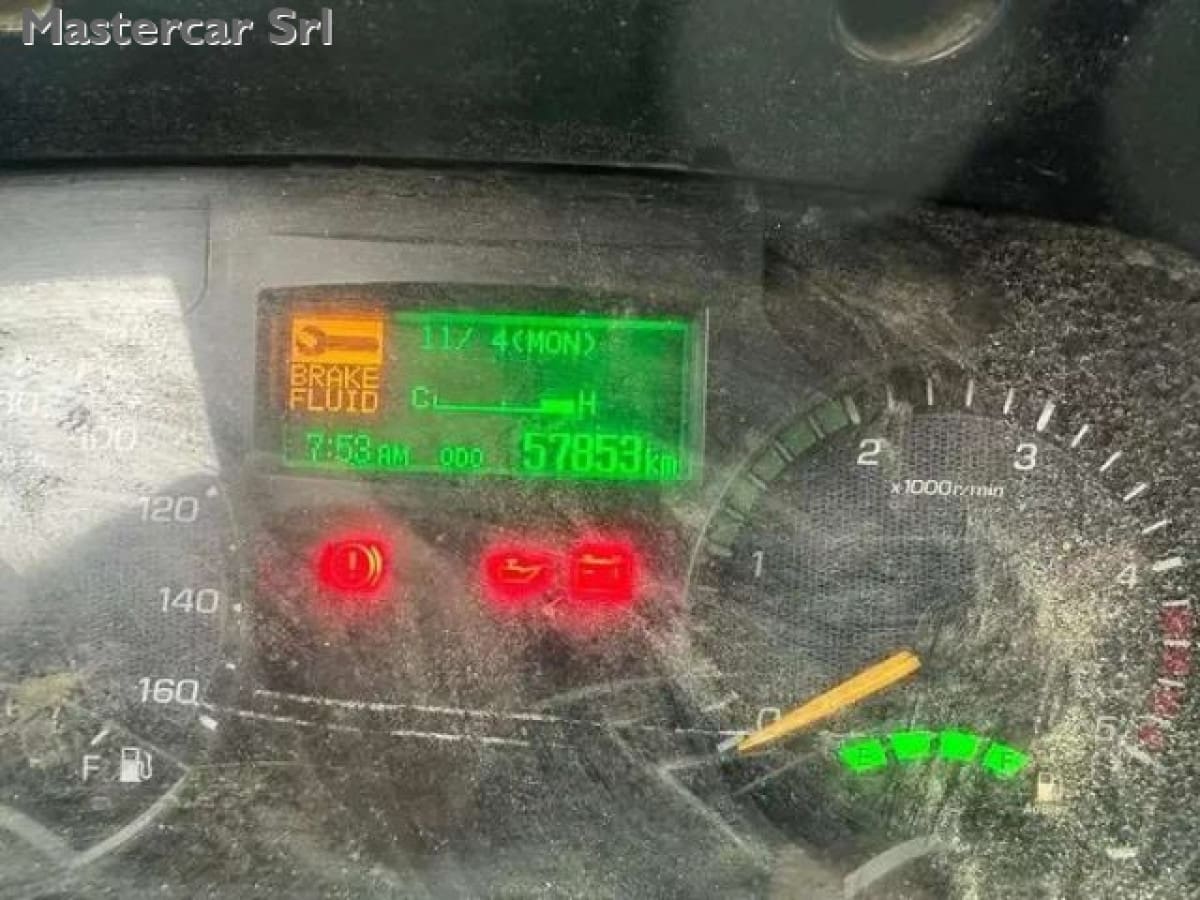 Mastercar Srl
11/ 4(MON)
BRAKE
FLUID
C H
7:53 AM ODO 57853km
100
120
140
160
F
0
1
2
3
4
5
x1000r/min
E F